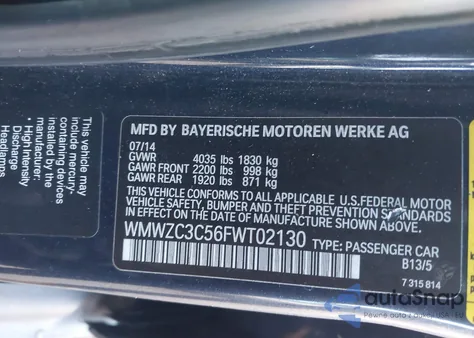 MFD BY BAYERISCHE MOTOREN WERKE AG
07/14
GVWR 4035 lbs 1830 kg
GAWR FRONT 2200 lbs 998 kg
GAWR REAR 1920 lbs 871 kg
THIS VEHICLE CONFORMS TO ALL APPLICABLE U.S.FEDERAL MOTOR
VEHICLE SAFETY, BUMPER AND THEFT PREVENTION STANDARDS
IN EFFECT ON THE DATE OF MANUFACTURE SHOWN ABOVE.
WMWZC3C56FWT02130 TYPE: PASSENGER CAR
B13/5
7 315 814
This vehicle may
include mercury-
containing devices
installed:
- High Intensity
Discharge
Headlamps
autoSnap